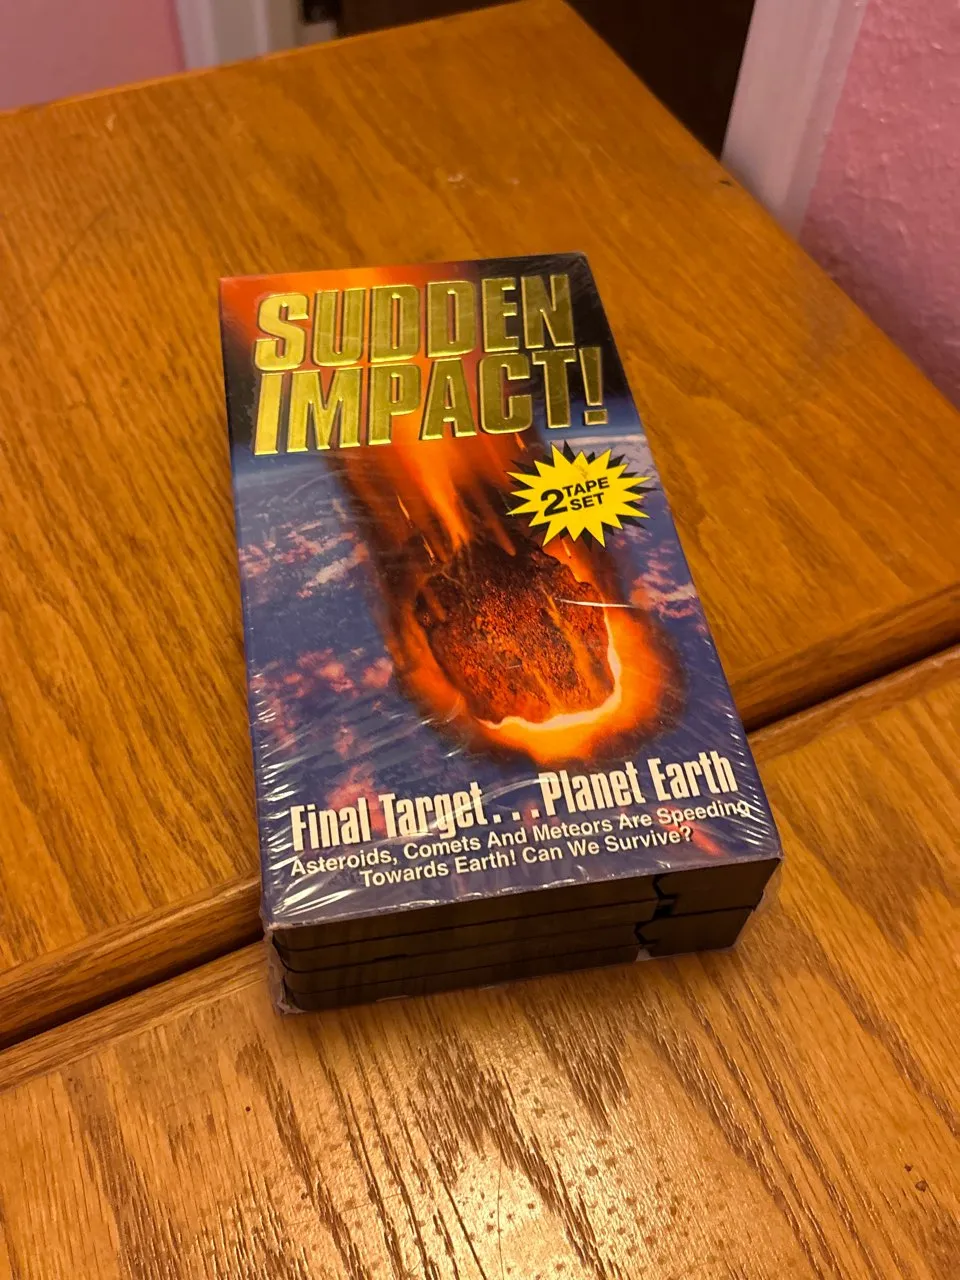 SUDDEN
IMPACT!
2 TAPE
SET
Final Target...Planet Earth
Asteroids, Comets And Meteors Are Speeding
Towards Earth! Can We Survive?